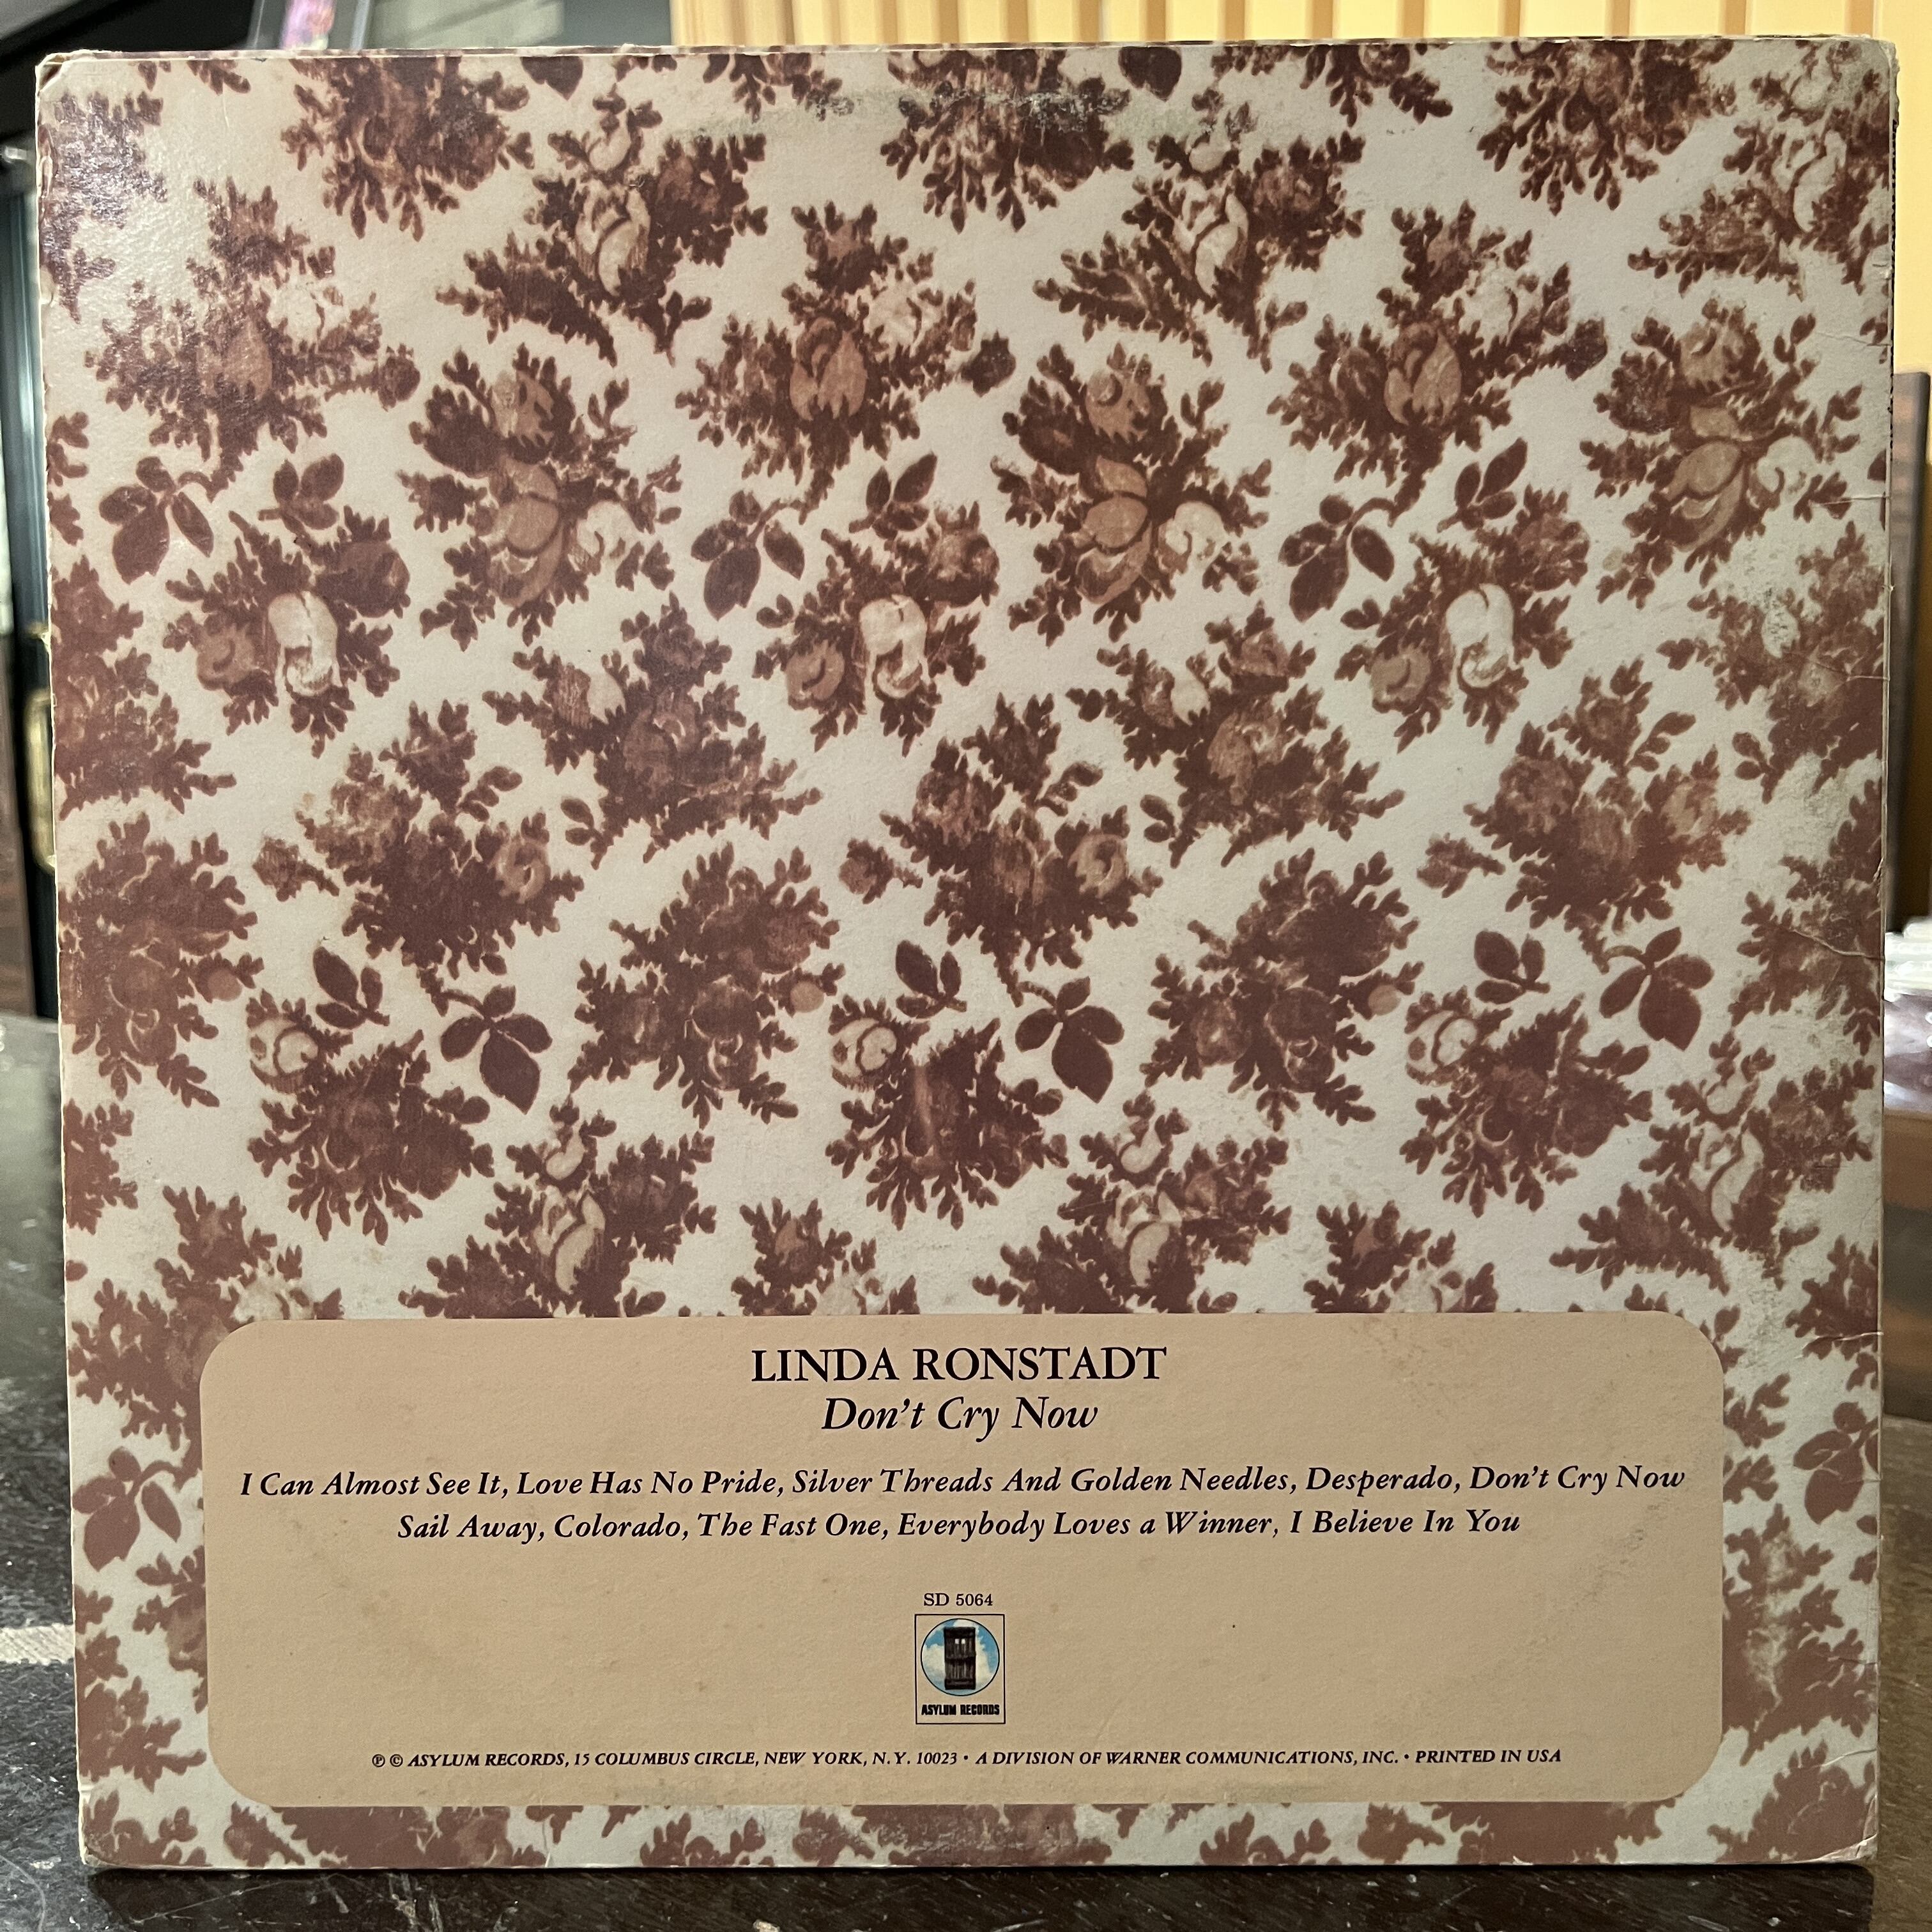 LINDA RONSTADT
Don't Cry Now
I Can Almost See It, Love Has No Pride, Silver Threads And Golden Needles, Desperado, Don't Cry Now
Sail Away, Colorado, The Fast One, Everybody Loves a Winner, I Believe In You
SD 5064
ASYLUM RECORDS
℗ © ASYLUM RECORDS, 15 COLUMBUS CIRCLE, NEW YORK, N.Y. 10023 • A DIVISION OF WARNER COMMUNICATIONS, INC. • PRINTED IN USA